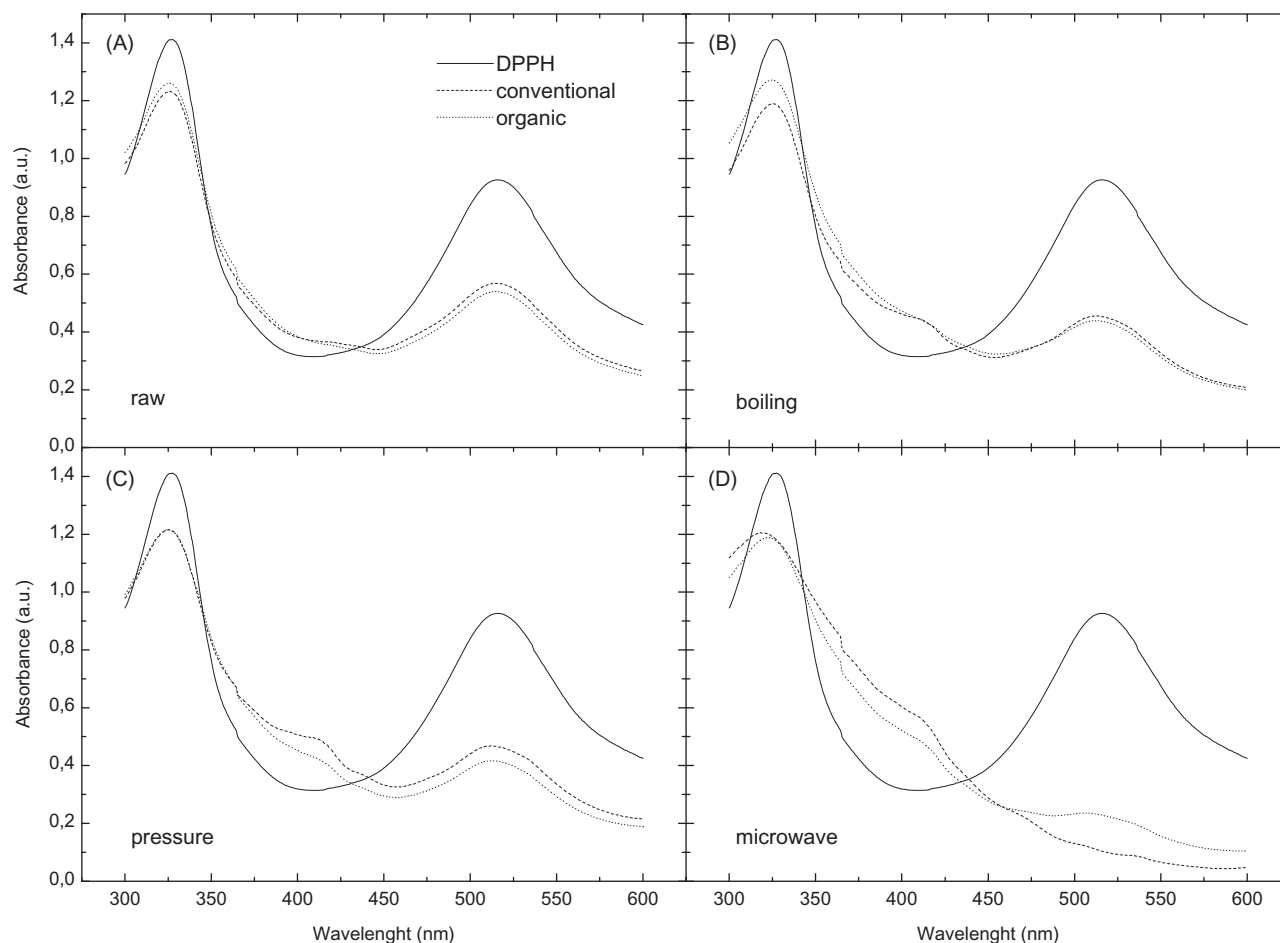 (A)
DPPH
conventional
organic
raw
Absorbance (a.u.)
1,4
1,2
1,0
0,8
0,6
0,4
0,2
0,0
(B)
boiling
(C)
pressure
Absorbance (a.u.)
1,4
1,2
1,0
0,8
0,6
0,4
0,2
0,0
300 350 400 450 500 550 600
Wavelenght (nm)
(D)
microwave
300 350 400 450 500 550 600
Wavelenght (nm)